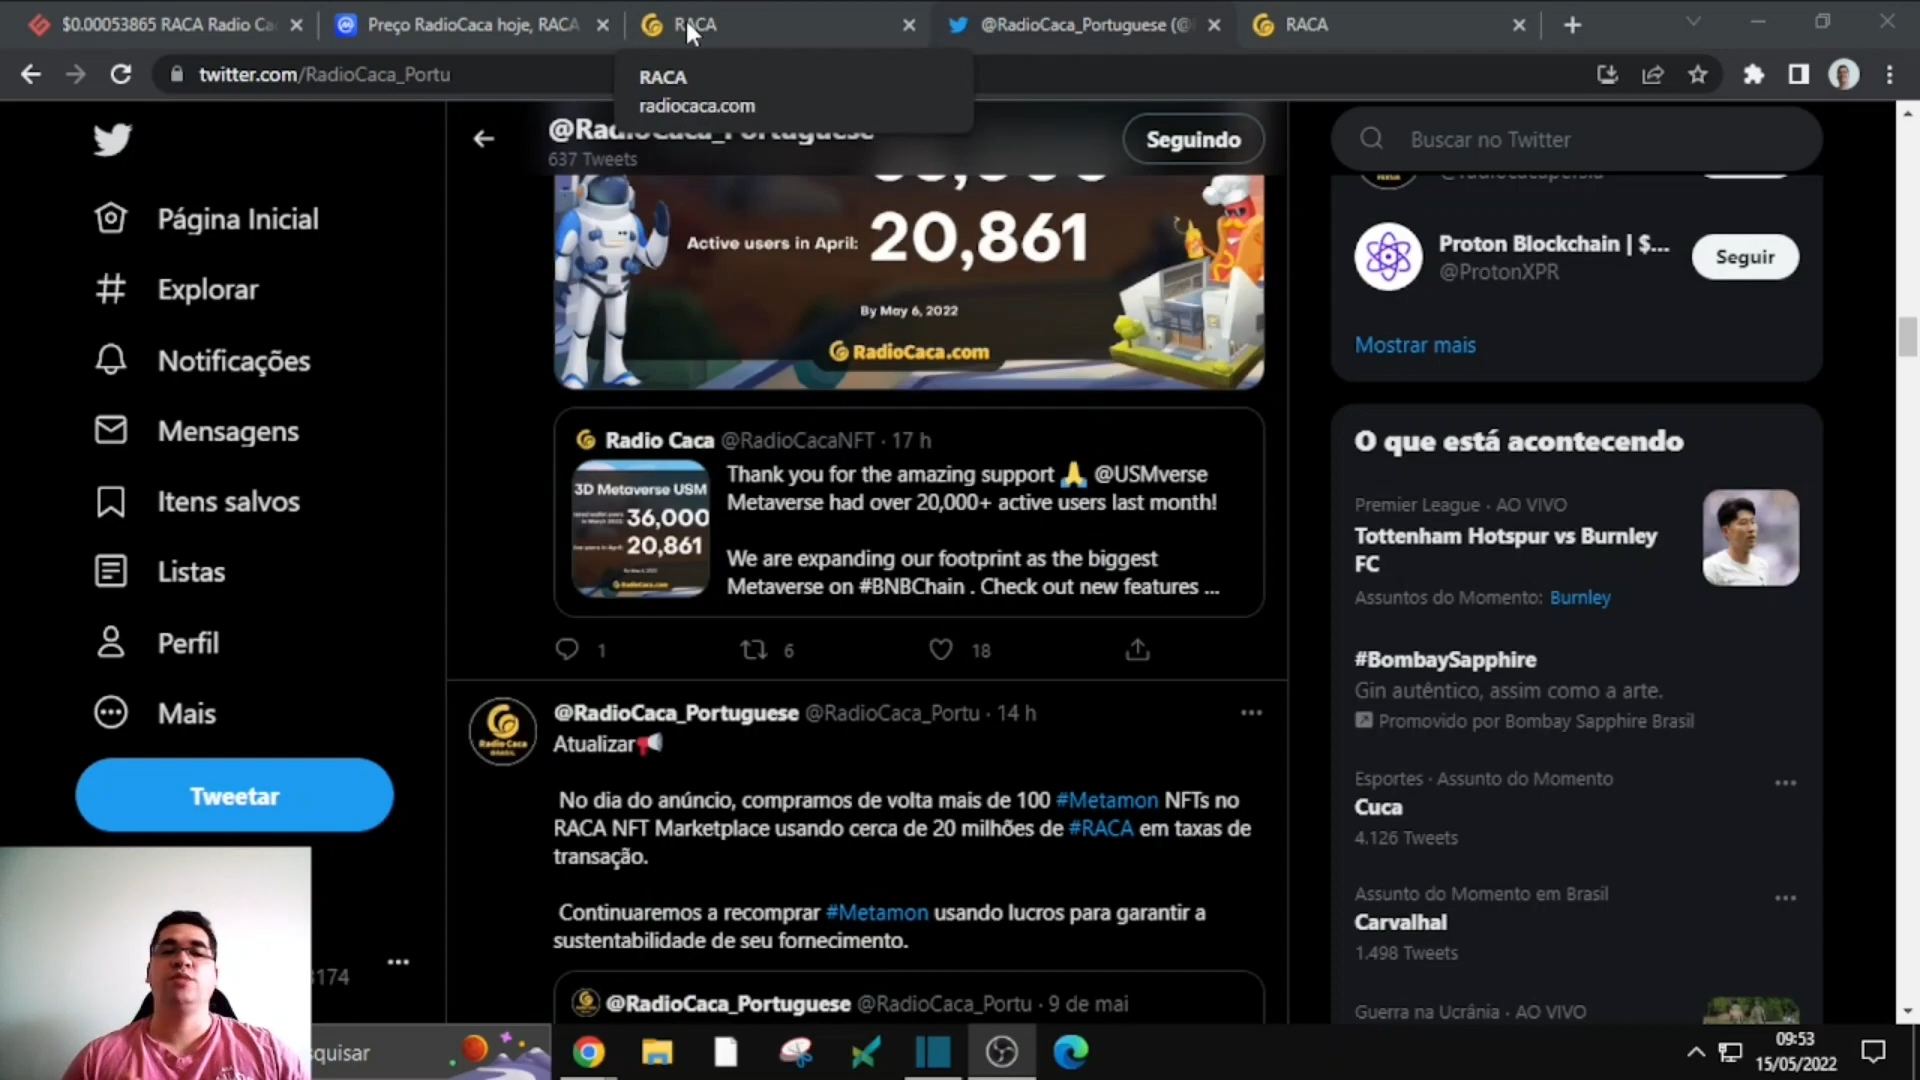 $0.00053865 RACA Radio Ca
Preço RadioCaca hoje, RACA
RACA
@RadioCaca_Portuguese (@
RACA
twitter.com/RadioCaca_Portu
RACA
radiocaca.com
@RadioCaca_Portuguese
637 Tweets
Seguindo
Buscar no Twitter
Página Inicial
Explorar
Notificações
Mensagens
Itens salvos
Listas
Perfil
Mais
Tweetar
174
Active users in April: 20,861
By May 6, 2022
RadioCaca.com
Radio Caca @RadioCacaNFT · 17 h
3D Metaverse USM
36,000
20,861
RadioCaca.com
Thank you for the amazing support 🙏 @USMverse
Metaverse had over 20,000+ active users last month!
We are expanding our footprint as the biggest
Metaverse on #BNBChain . Check out new features ...
1
6
18
Radio Caca
BRASIL
@RadioCaca_Portuguese @RadioCaca_Portu · 14 h
Atualizar📢
No dia do anúncio, compramos de volta mais de 100 #Metamon NFTs no
RACA NFT Marketplace usando cerca de 20 milhões de #RACA em taxas de
transação.
Continuaremos a recomprar #Metamon usando lucros para garantir a
sustentabilidade de seu fornecimento.
@RadioCaca_Portuguese @RadioCaca_Portu · 9 de mai
@radiocacapersia
Proton Blockchain | $...
@ProtonXPR
Seguir
Mostrar mais
O que está acontecendo
Premier League · AO VIVO
Tottenham Hotspur vs Burnley
FC
Assuntos do Momento: Burnley
#BombaySapphire
Gin autêntico, assim como a arte.
Promovido por Bombay Sapphire Brasil
Esportes · Assunto do Momento
Cuca
4.126 Tweets
Assunto do Momento em Brasil
Carvalhal
1.498 Tweets
Guerra na Ucrânia · AO VIVO
squisar
09:53
15/05/2022